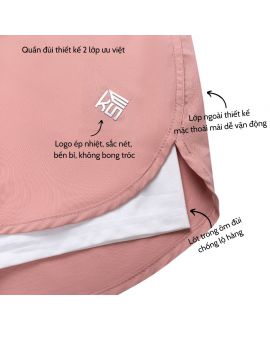 Quần đùi thiết kế 2 lớp ưu việt
Lớp ngoài thiết kế
mặc thoải mái dễ vận động
Logo ép nhiệt, sắc nét,
bền bỉ, không bong tróc
Lót trong ôm đùi
chống lộ hàng